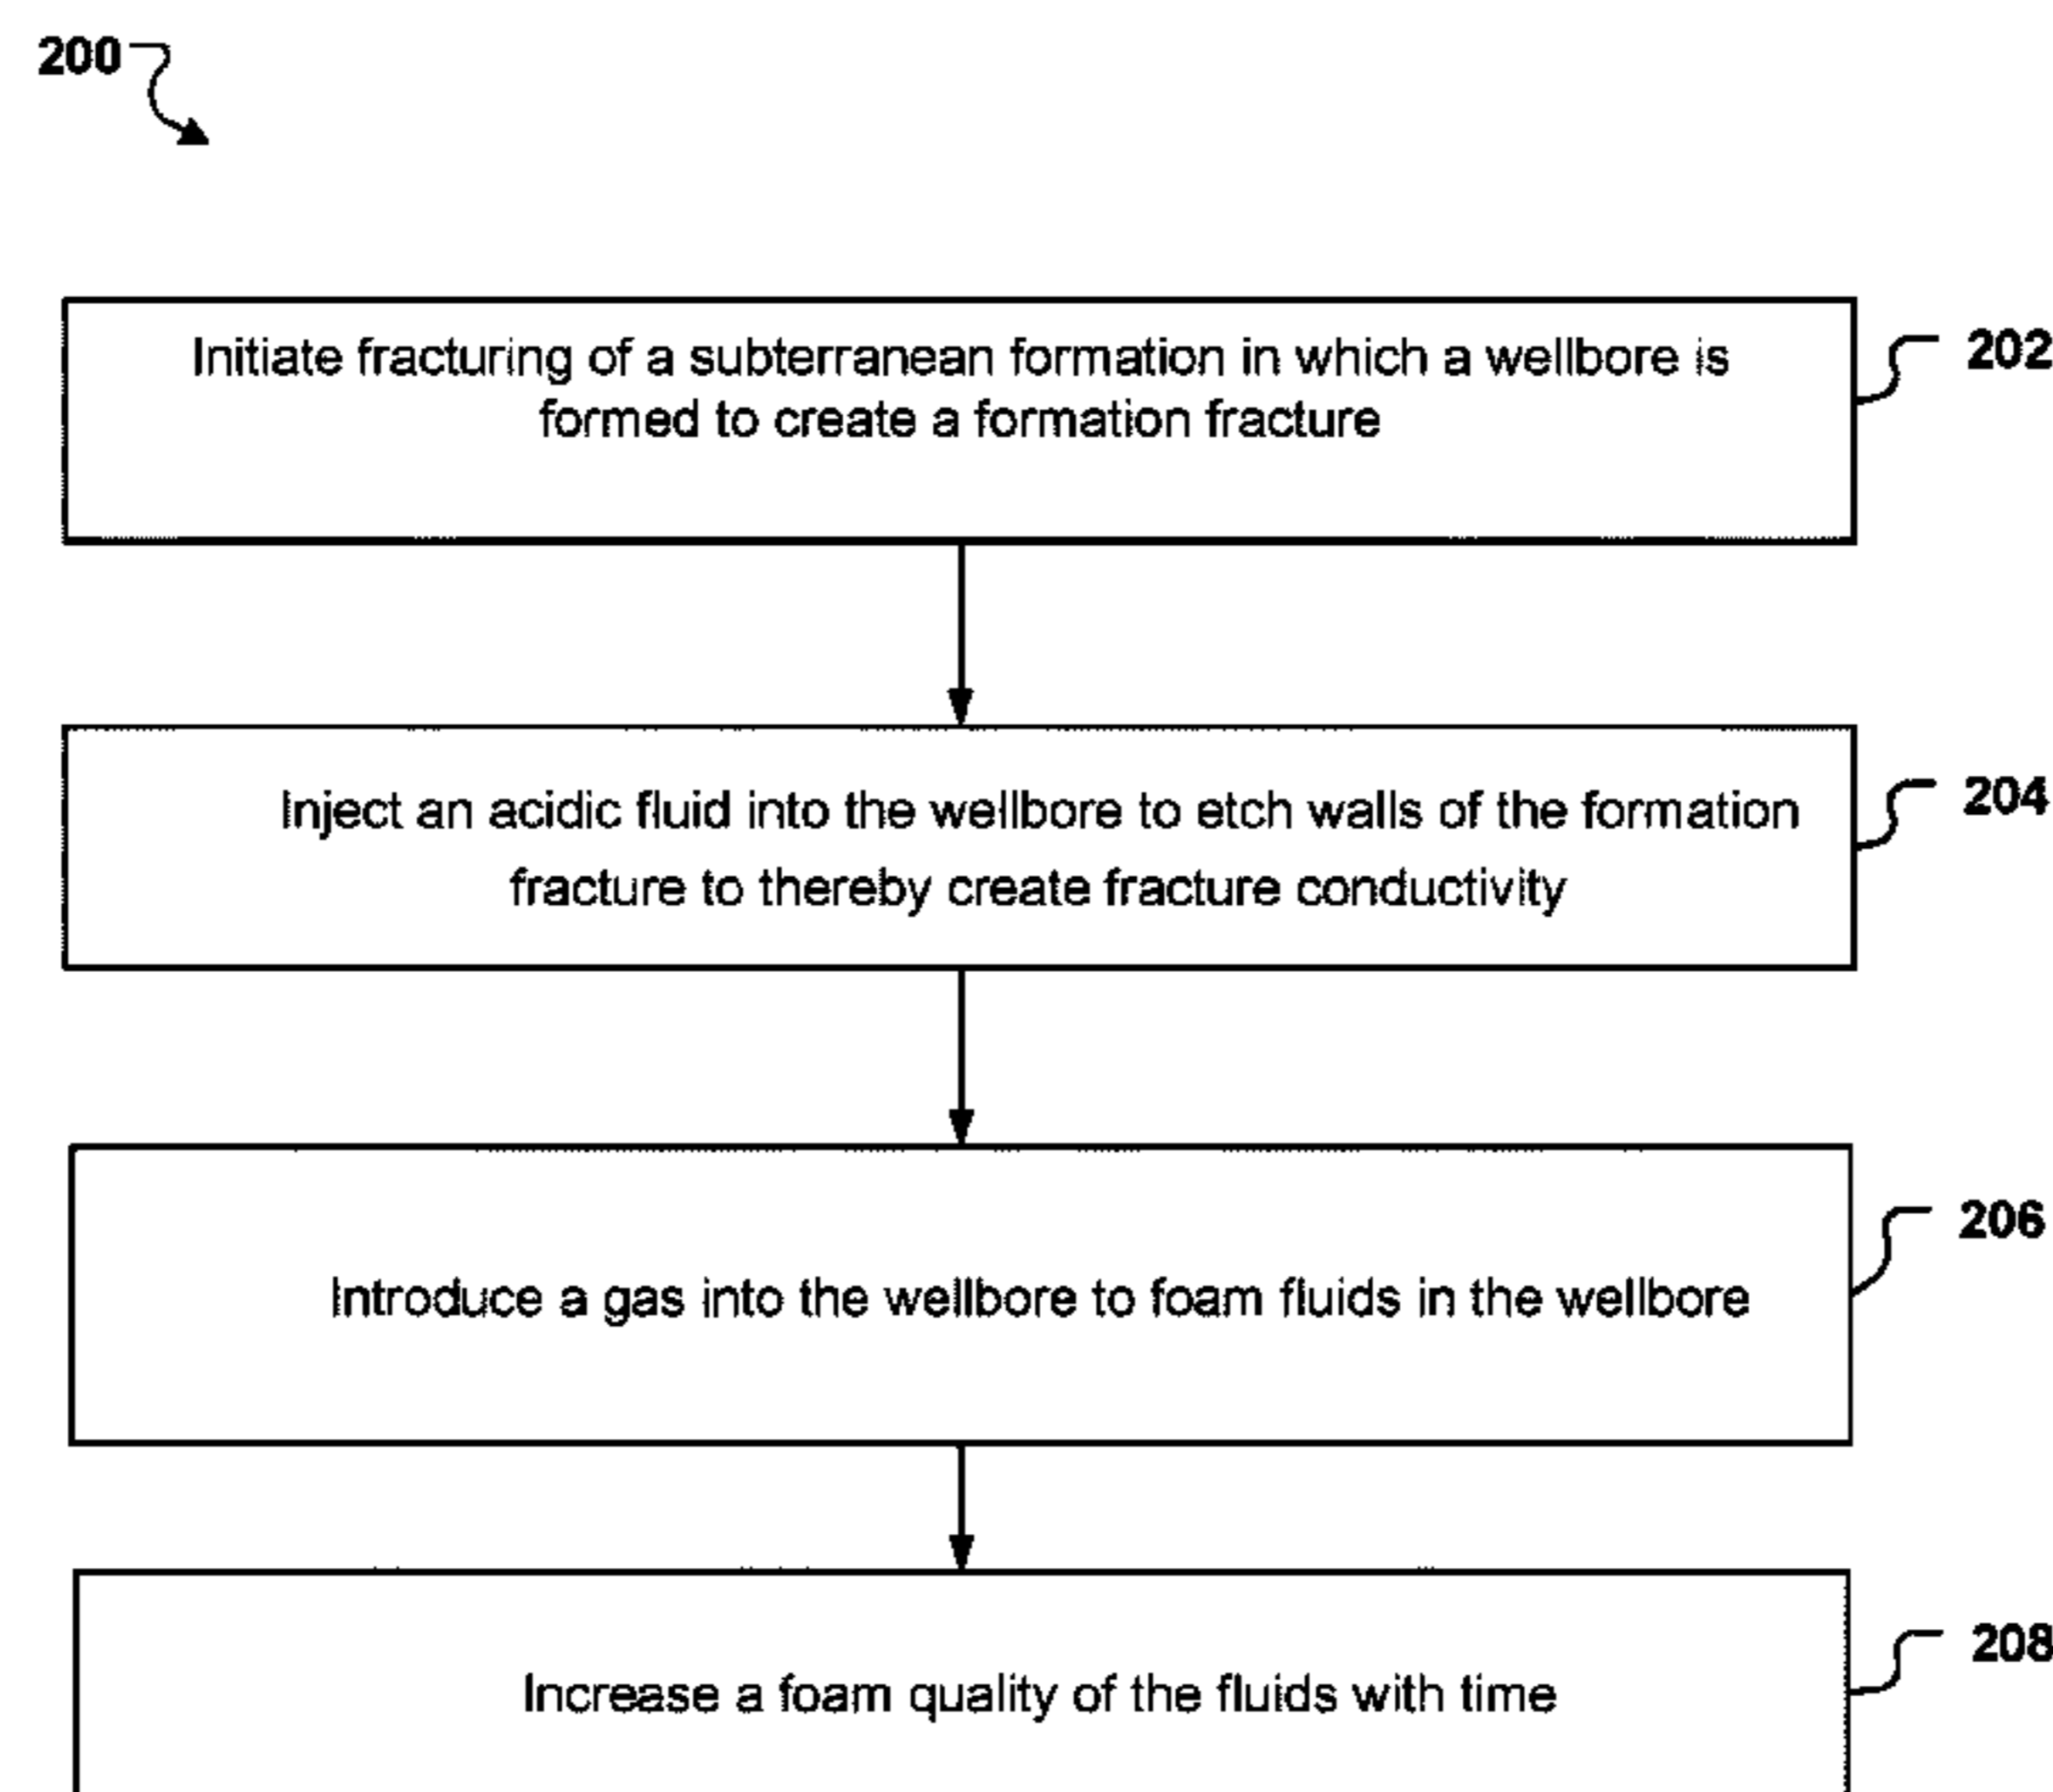 200
Initiate fracturing of a subterranean formation in which a wellbore is
formed to create a formation fracture
202
Inject an acidic fluid into the wellbore to etch walls of the formation
fracture to thereby create fracture conductivity
204
Introduce a gas into the wellbore to foam fluids in the wellbore
206
Increase a foam quality of the fluids with time
208